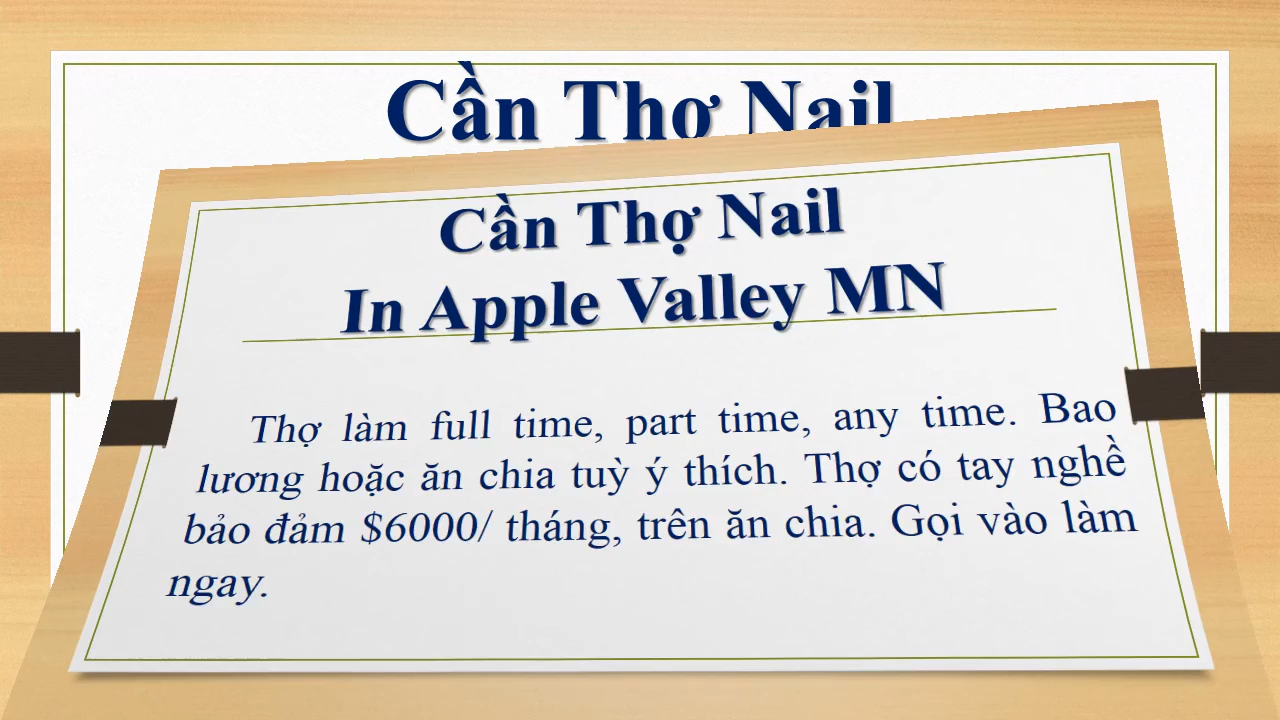 Cần Thợ Nail
Cần Thợ Nail
In Apple Valley MN
Thợ làm full time, part time, any time. Bao
lương hoặc ăn chia tuỳ ý thích. Thợ có tay nghề
bảo đảm $6000/ tháng, trên ăn chia. Gọi vào làm
ngay.